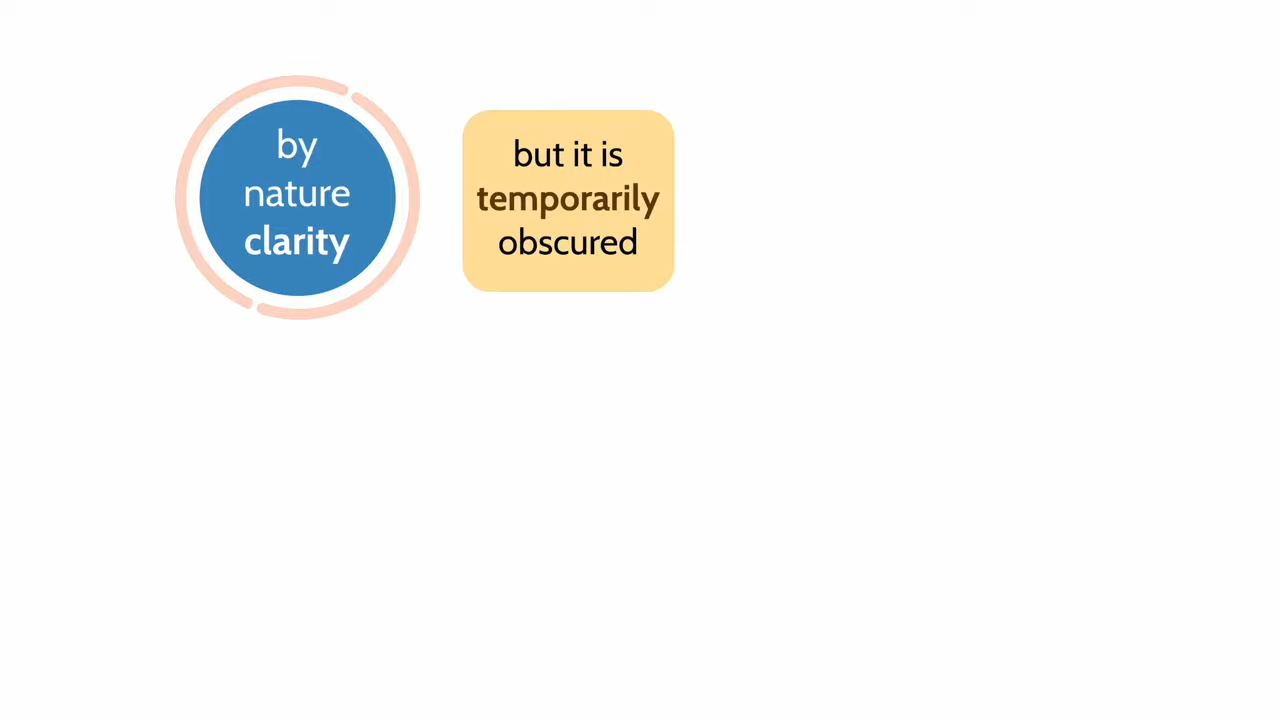 by
nature
clarity
but it is
temporarily
obscured